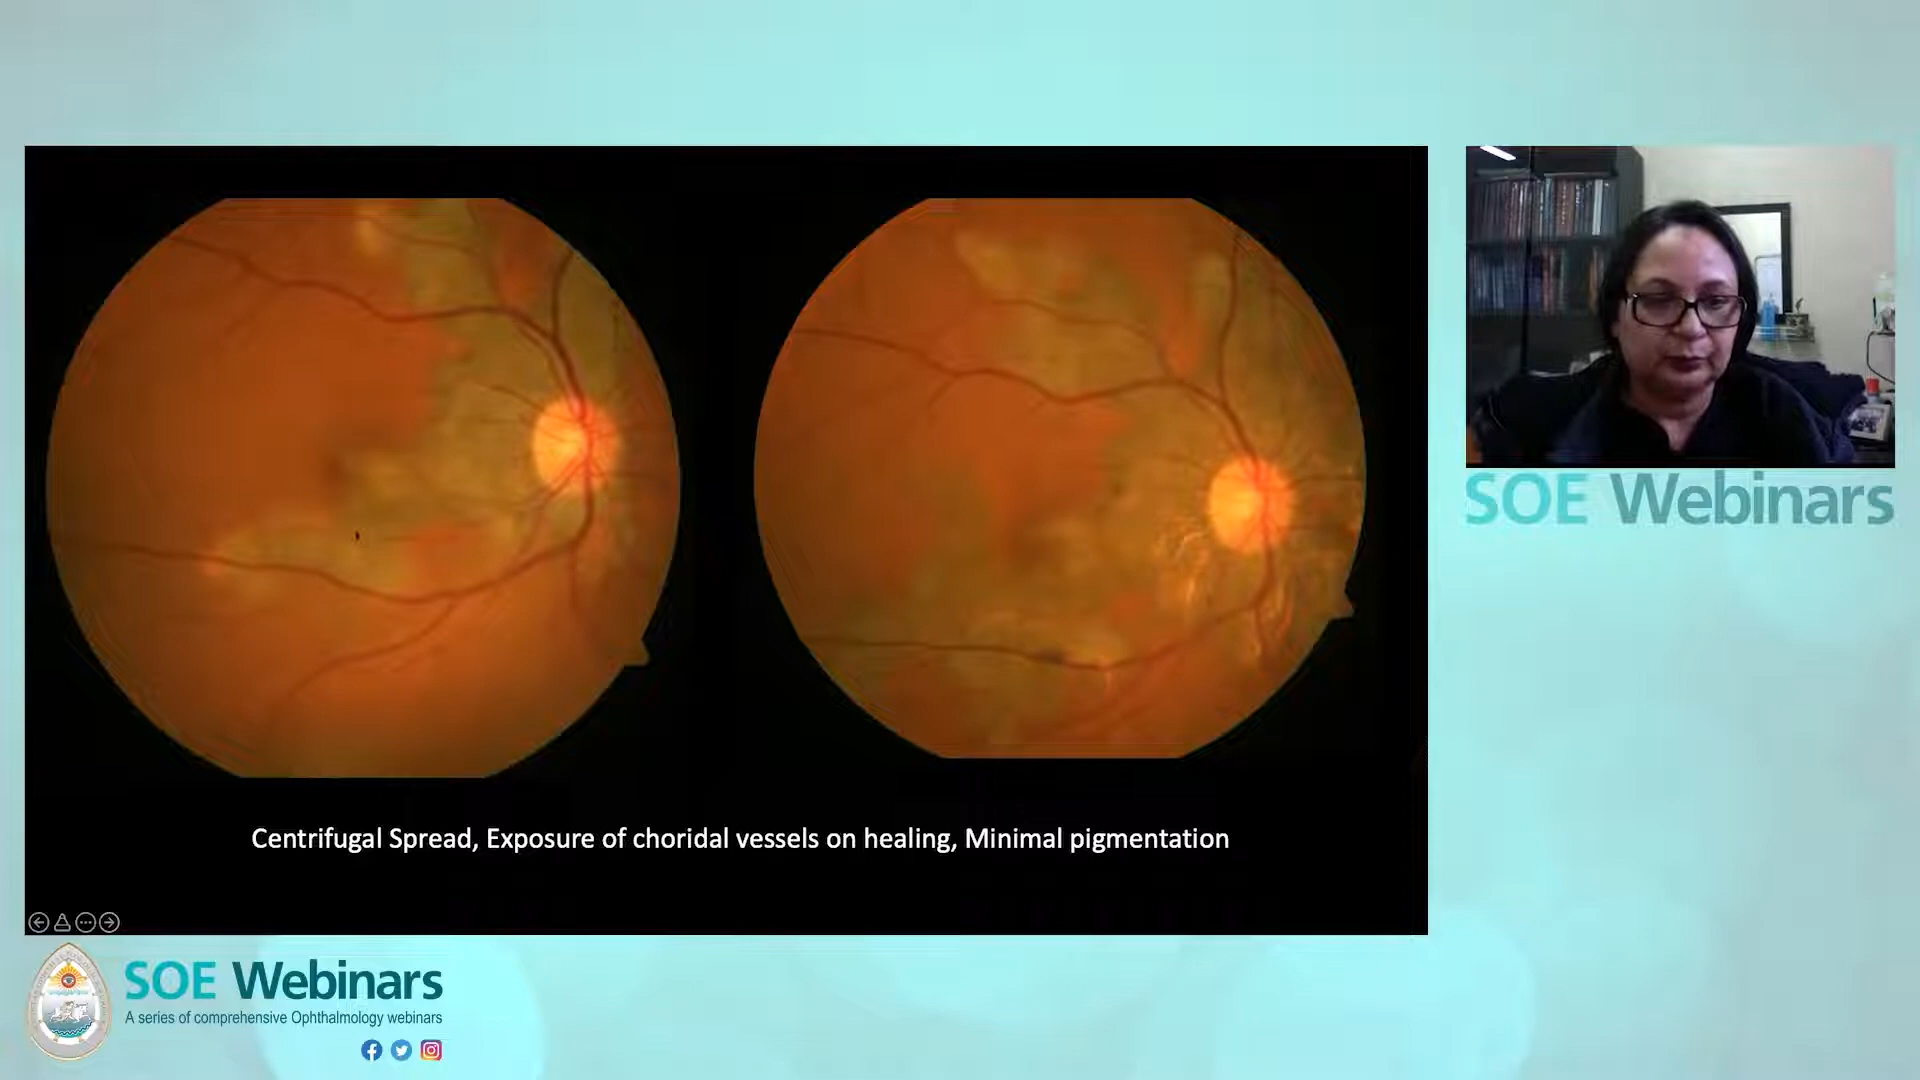 SOE Webinars
Centrifugal Spread, Exposure of choridal vessels on healing, Minimal pigmentation
SOE Webinars
A series of comprehensive Ophthalmology webinars